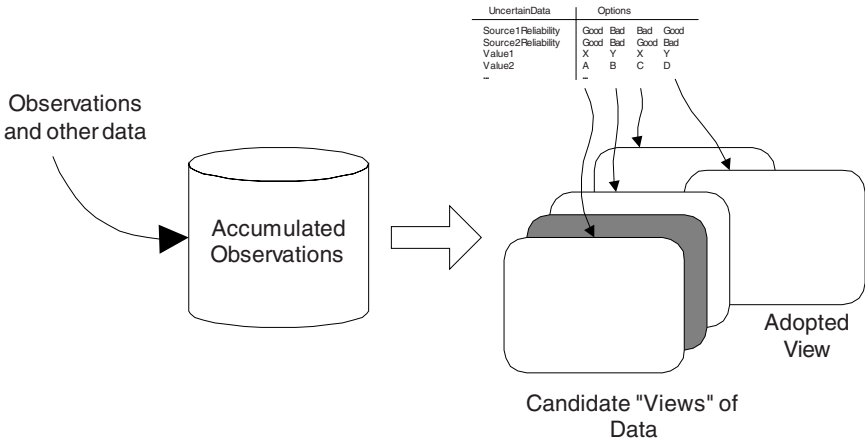 UncertainData Options
Source1Reliability Good Bad Bad Good
Source2Reliability Good Bad Good Bad
Value1 X Y X Y
Value2 A B C D
... ...
Observations
and other data
Accumulated
Observations
Adopted
View
Candidate "Views" of
Data